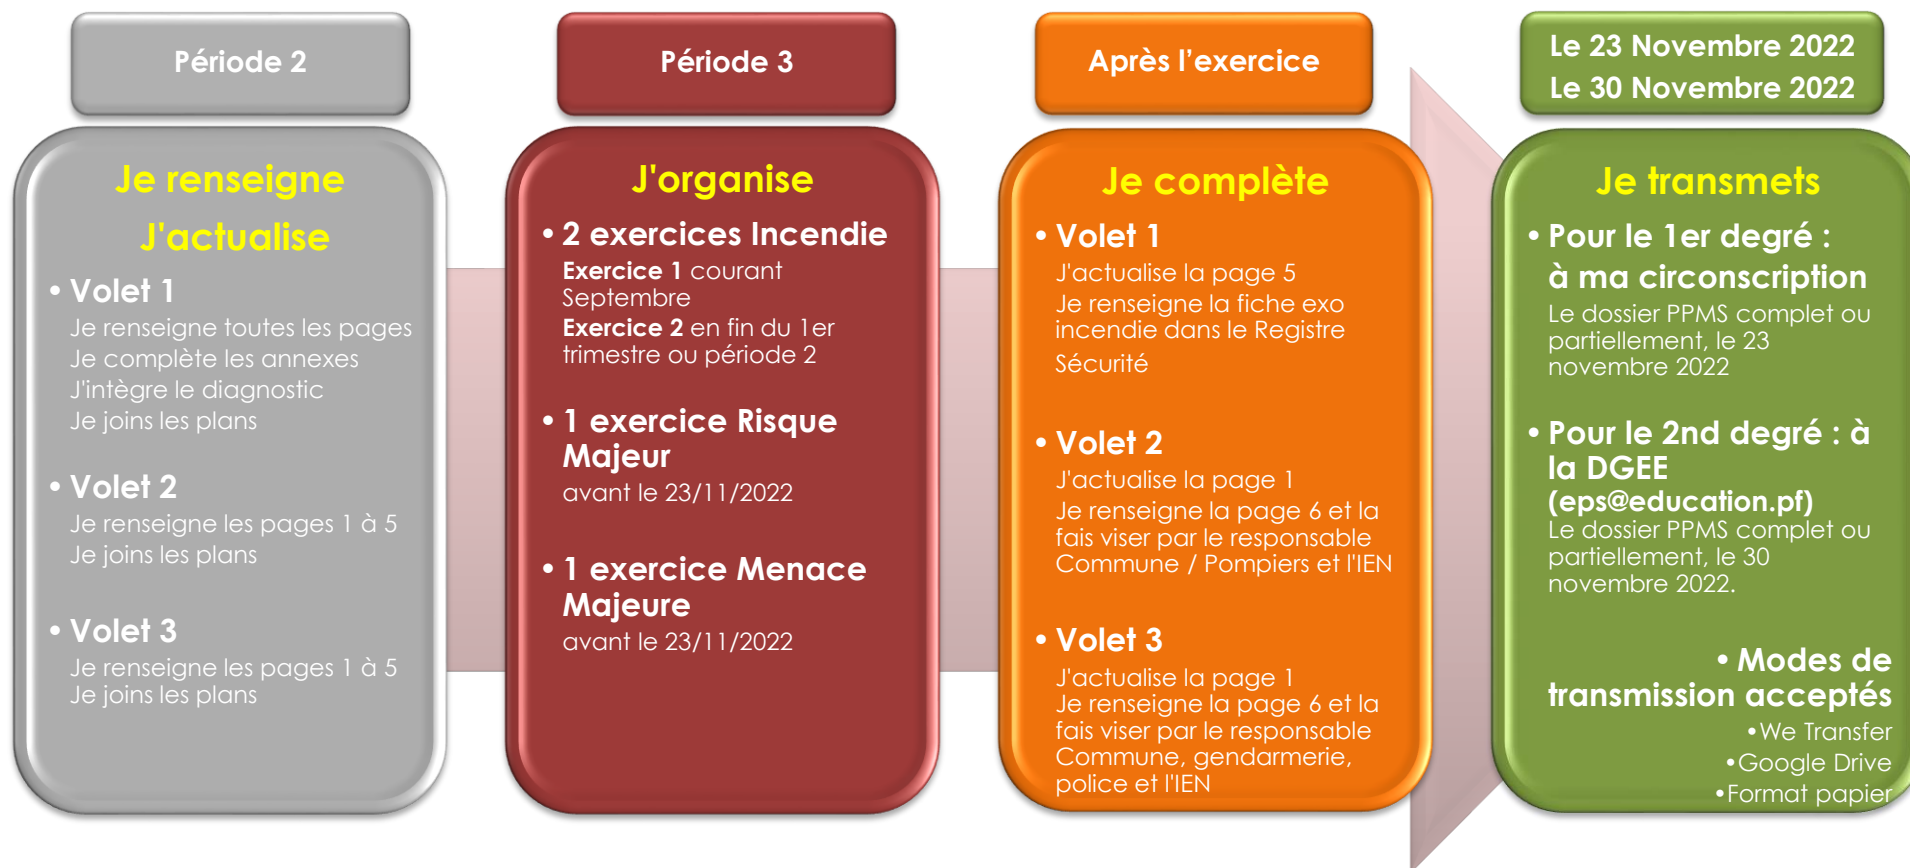 Période 2
Je renseigne
J'actualise
• Volet 1
Je renseigne toutes les pages
Je complète les annexes
J'intègre le diagnostic
Je joins les plans
• Volet 2
Je renseigne les pages 1 à 5
Je joins les plans
• Volet 3
Je renseigne les pages 1 à 5
Je joins les plans
Période 3
J'organise
• 2 exercices Incendie
Exercice 1 courant
Septembre
Exercice 2 en fin du 1er
trimestre ou période 2
• 1 exercice Risque
Majeur
avant le 23/11/2022
• 1 exercice Menace
Majeure
avant le 23/11/2022
Après l'exercice
Je complète
• Volet 1
J'actualise la page 5
Je renseigne la fiche exo
incendie dans le Registre
Sécurité
• Volet 2
J'actualise la page 1
Je renseigne la page 6 et la
fais viser par le responsable
Commune / Pompiers et l'IEN
• Volet 3
J'actualise la page 1
Je renseigne la page 6 et la
fais viser par le responsable
Commune, gendarmerie,
police et l'IEN
Le 23 Novembre 2022
Le 30 Novembre 2022
Je transmets
• Pour le 1er degré :
à ma circonscription
Le dossier PPMS complet ou
partiellement, le 23
novembre 2022
• Pour le 2nd degré : à
la DGEE
(eps@education.pf)
Le dossier PPMS complet ou
partiellement, le 30
novembre 2022.
• Modes de
transmission acceptés
•We Transfer
•Google Drive
•Format papier